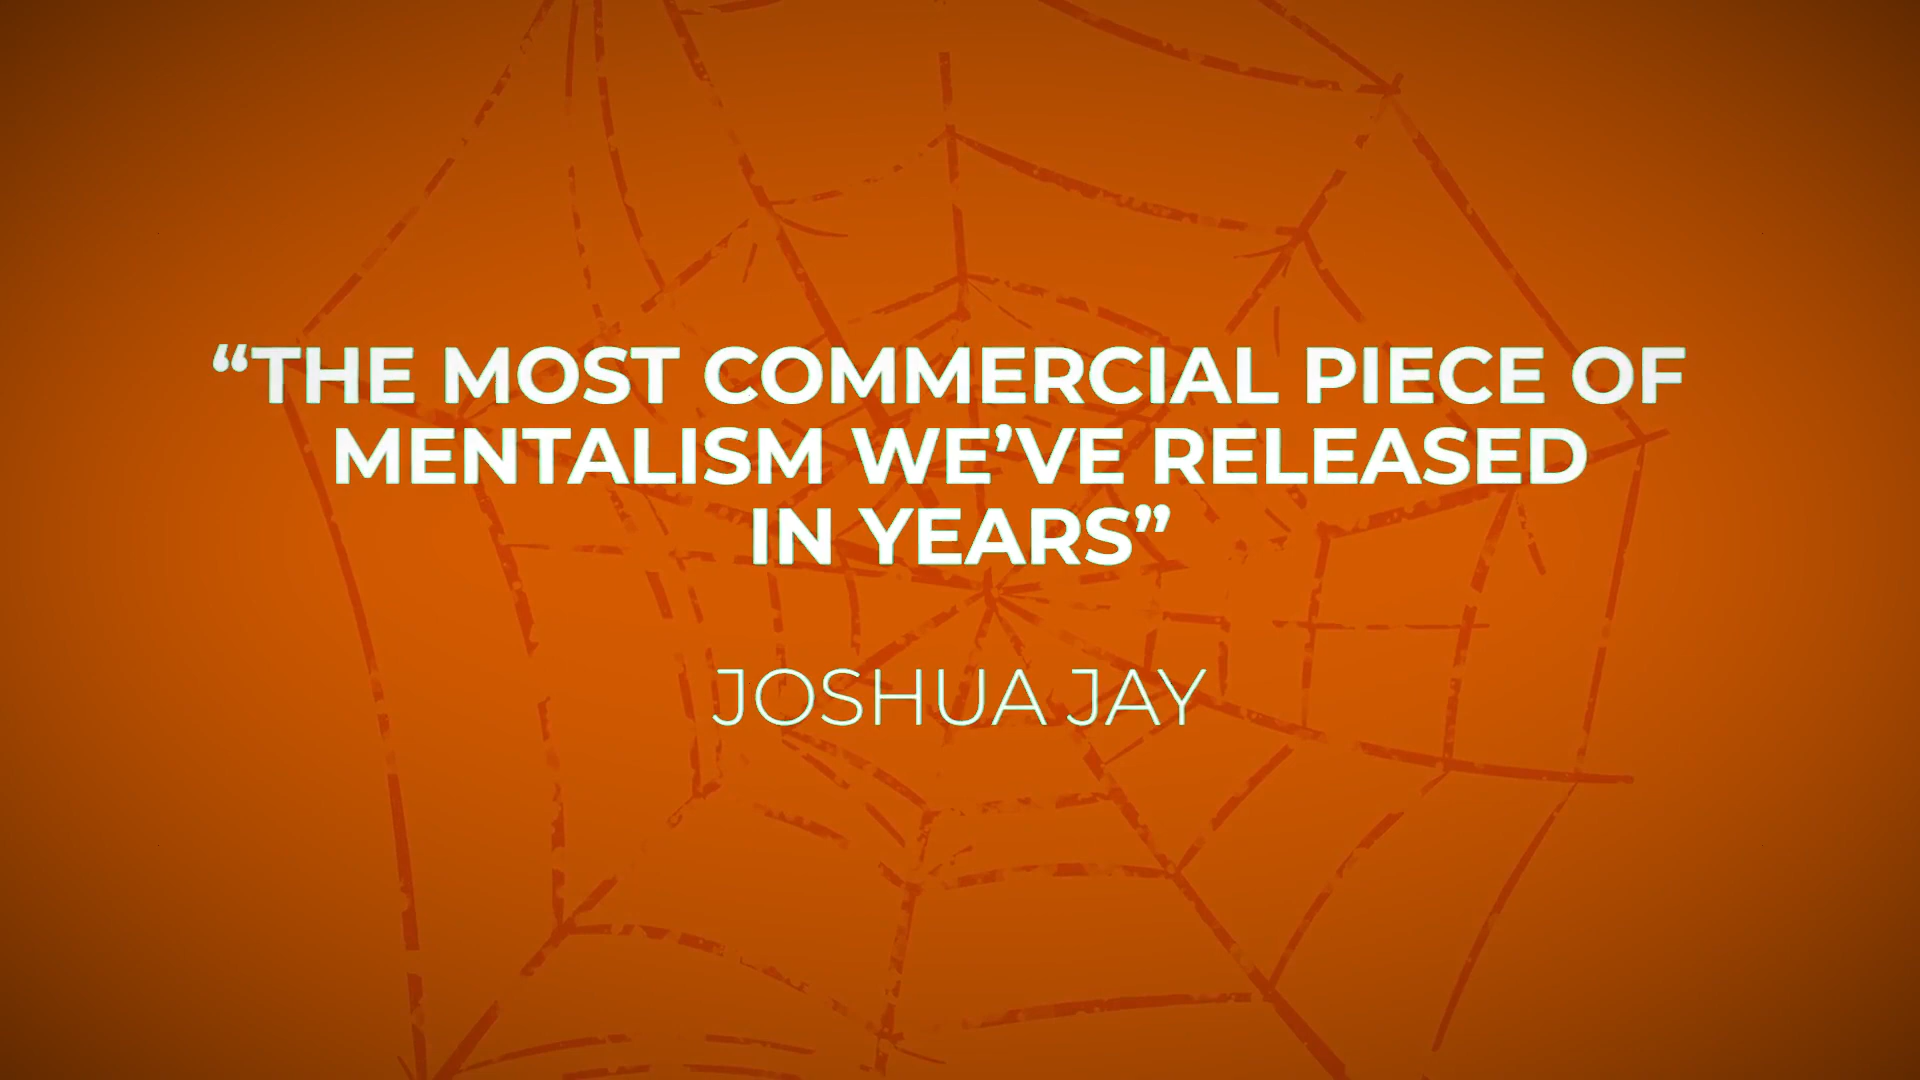 “THE MOST COMMERCIAL PIECE OF
MENTALISM WE’VE RELEASED
IN YEARS”
JOSHUA JAY